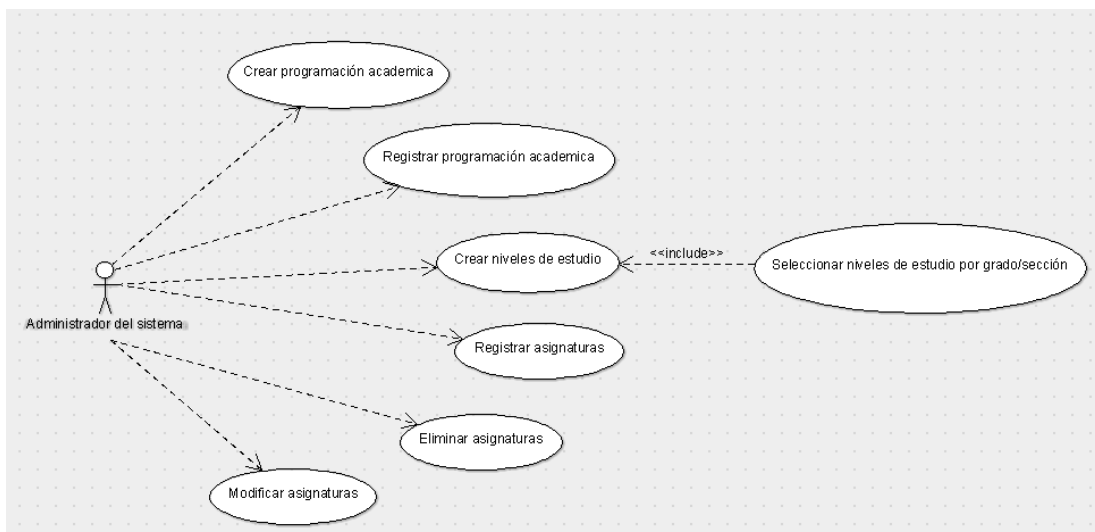 Crear programación academica
Registrar programación academica
Crear niveles de estudio
<<include>>
Seleccionar niveles de estudio por grado/sección
Administrador del sistema
Registrar asignaturas
Eliminar asignaturas
Modificar asignaturas